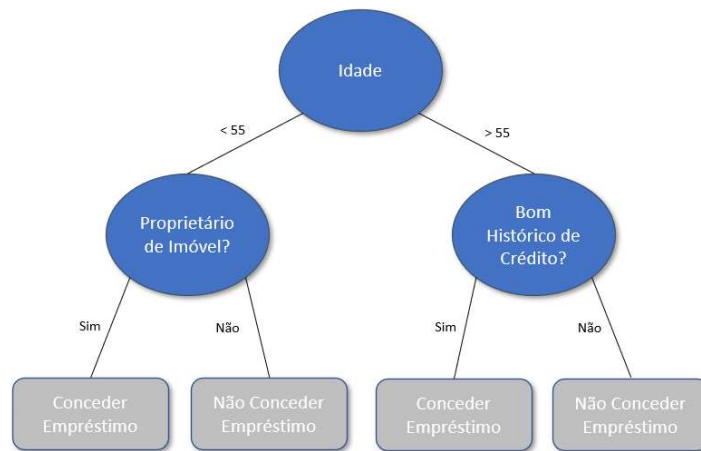 Idade
< 55
> 55
Proprietário
de Imóvel?
Bom
Histórico de
Crédito?
Sim
Não
Sim
Não
Conceder
Empréstimo
Não Conceder
Empréstimo
Conceder
Empréstimo
Não Conceder
Empréstimo